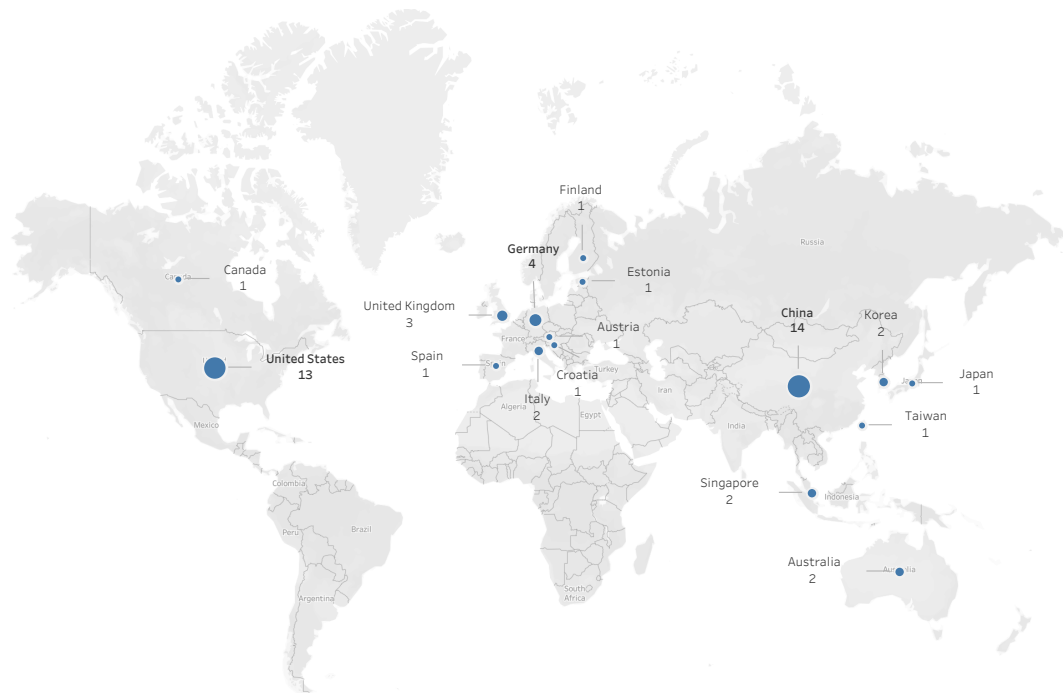 Finland
1
Russia
Germany
4
Canada
1
Estonia
1
United Kingdom
3
China
14
Korea
2
Austria
1
France
United States
13
Spain
1
Croatia
1
Turkey
Japan
1
Iran
Italy
2
Algeria
Egypt
Taiwan
1
Mexico
India
Colombia
Singapore
2
Indonesia
Peru
Brazil
Australia
2
South
Africa
Argentina